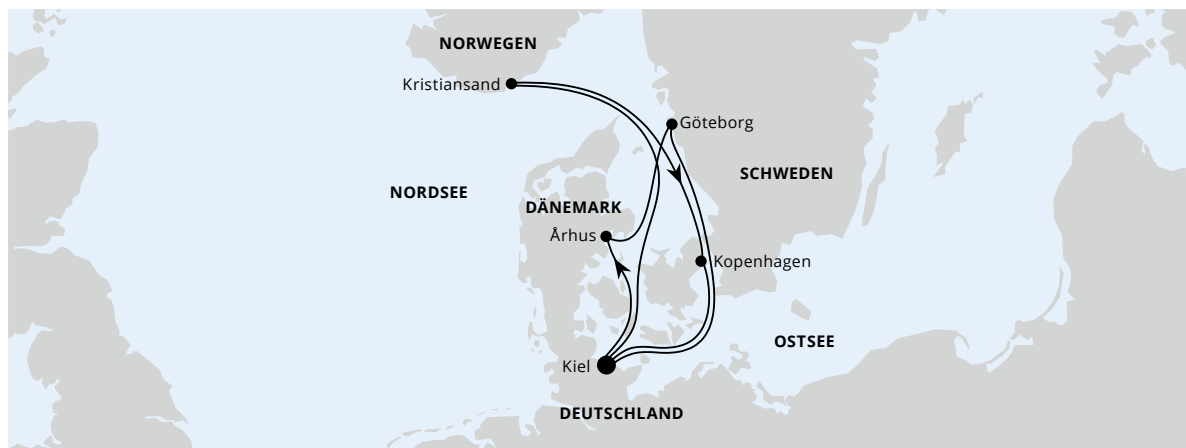 NORWEGEN
Kristiansand
Göteborg
SCHWEDEN
NORDSEE
DÄNEMARK
Århus
Kopenhagen
OSTSEE
Kiel
DEUTSCHLAND